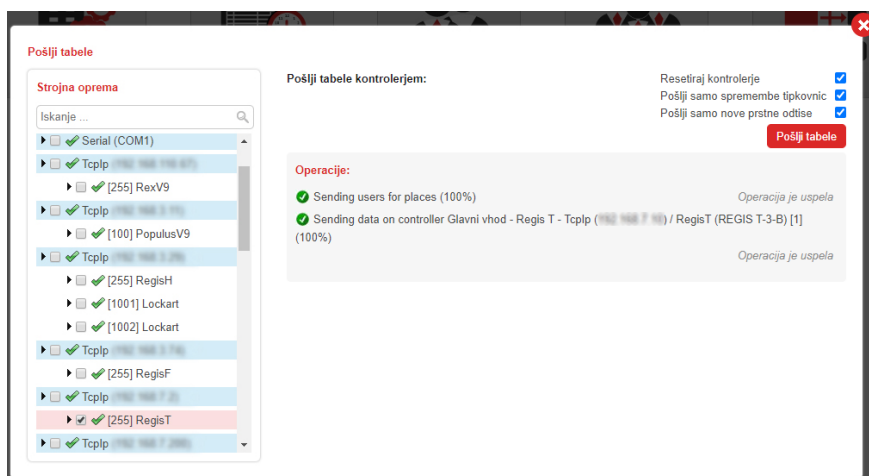 Pošlji tabele
Strojna oprema
Iskanje ...
Serial (COM1)
TcpIp
[255] RexV9
TcpIp
[100] PopulusV9
TcpIp
[255] RegisH
[1001] Lockart
[1002] Lockart
TcpIp
[255] RegisF
TcpIp
[255] RegisT
TcpIp
Pošlji tabele kontrolerjem:
Resetiraj kontrolerje
Pošlji samo spremembe tipkovnic
Pošlji samo nove prstne odtise
Pošlji tabele
Operacije:
Sending users for places (100%)
Operacija je uspela
Sending data on controller Glavni vhod - Regis T - TcpIp ( ) / RegisT (REGIS T-3-B) [1]
(100%)
Operacija je uspela